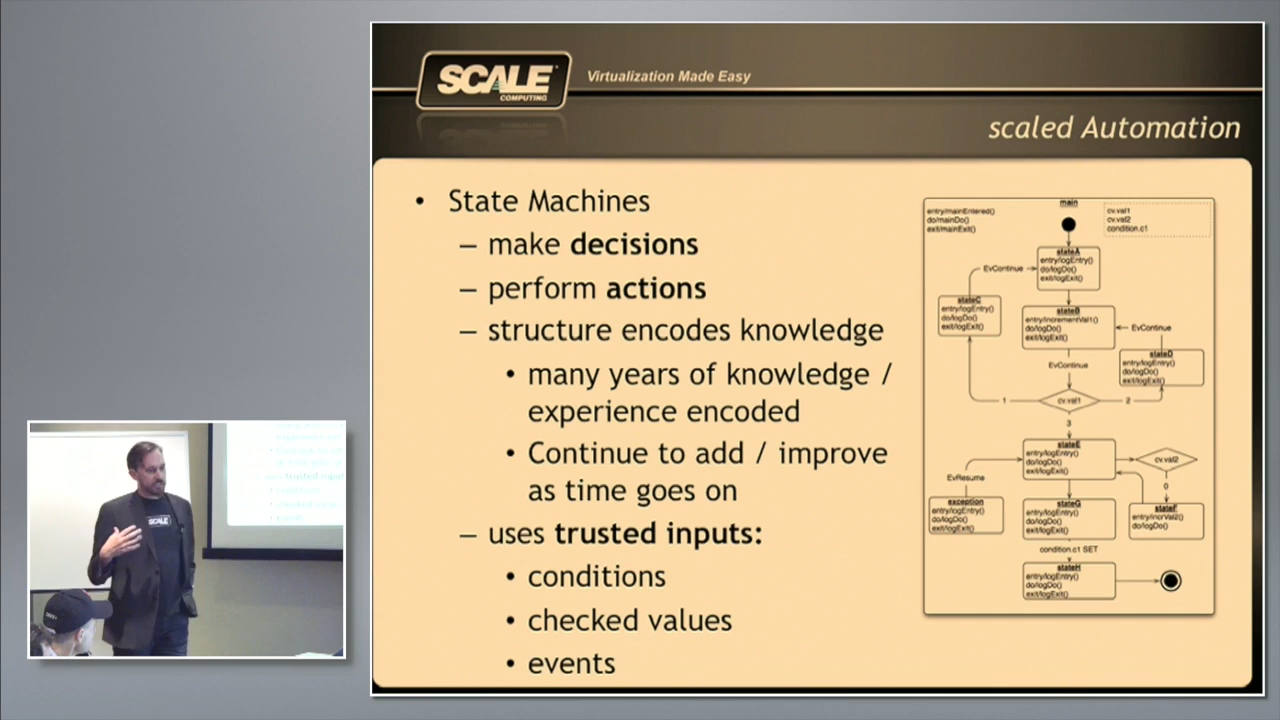 SCALE
COMPUTING
Virtualization Made Easy
scaled Automation
• State Machines
– make decisions
– perform actions
– structure encodes knowledge
• many years of knowledge /
experience encoded
• Continue to add / improve
as time goes on
– uses trusted inputs:
• conditions
• checked values
• events
main
entry/mainEntered()
do/mainDo()
exit/mainExit()
cv.val1
cv.val2
condition.c1
stateA
entry/logEntry()
do/logDo()
exit/logExit()
EvContinue
stateC
entry/logEntry()
do/logDo()
exit/logExit()
stateB
entry/incrementVal1()
do/logDo()
exit/logExit()
EvContinue
stateD
entry/logEntry()
do/logDo()
exit/logExit()
EvContinue
1
cv.val1
2
3
stateE
entry/logEntry()
do/logDo()
exit/logExit()
cv.val2
EvResume
0
exception
entry/logEntry()
do/logDo()
exit/logExit()
stateG
entry/logEntry()
do/logDo()
exit/logExit()
stateF
entry/incrVal2()
do/logDo()
condition.c1 SET
stateH
entry/logEntry()
do/logDo()
exit/logExit()
SCALE
uses trusted input